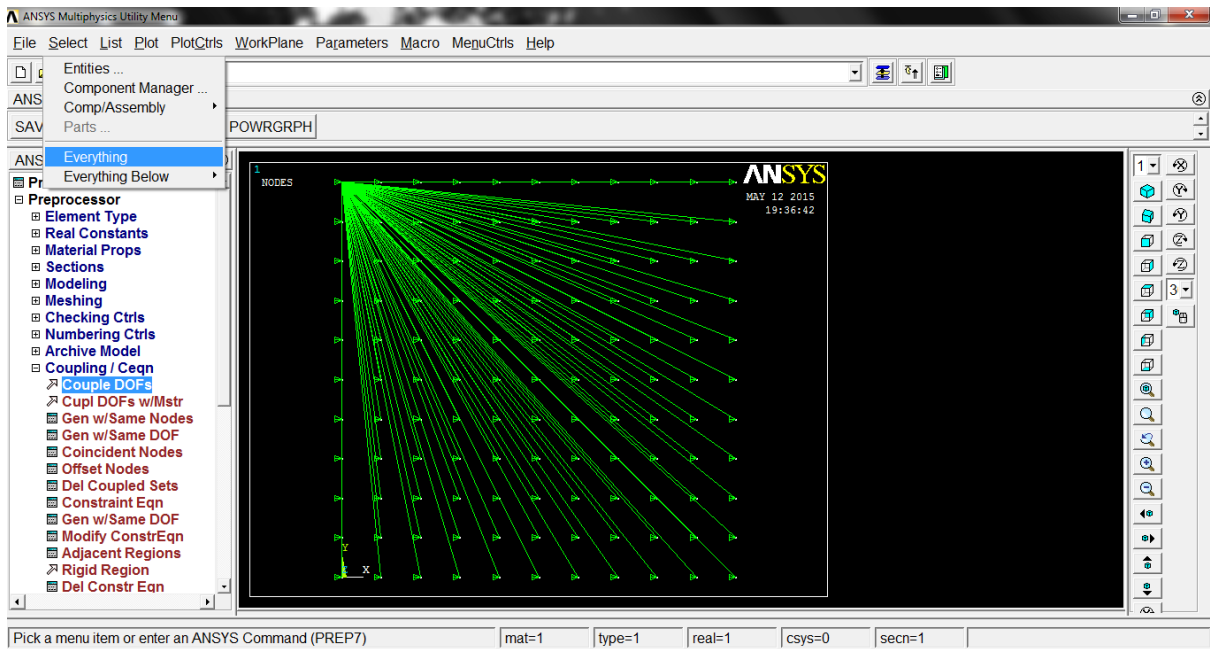 ANSYS Multiphysics Utility Menu
File Select List Plot PlotCtrls WorkPlane Parameters Macro MenuCtrls Help
Entities ...
Component Manager ...
Comp/Assembly
Parts ...
Everything
Everything Below
ANS
SAV POWRGRPH
ANS
Pr
Preprocessor
Element Type
Real Constants
Material Props
Sections
Modeling
Meshing
Checking Ctrls
Numbering Ctrls
Archive Model
Coupling / Ceqn
Couple DOFs
Cupl DOFs w/Mstr
Gen w/Same Nodes
Gen w/Same DOF
Coincident Nodes
Offset Nodes
Del Coupled Sets
Constraint Eqn
Gen w/Same DOF
Modify ConstrEqn
Adjacent Regions
Rigid Region
Del Constr Eqn
1
NODES
ANSYS
MAY 12 2015
19:36:42
Y
X
1
3
Pick a menu item or enter an ANSYS Command (PREP7) mat=1 type=1 real=1 csys=0 secn=1